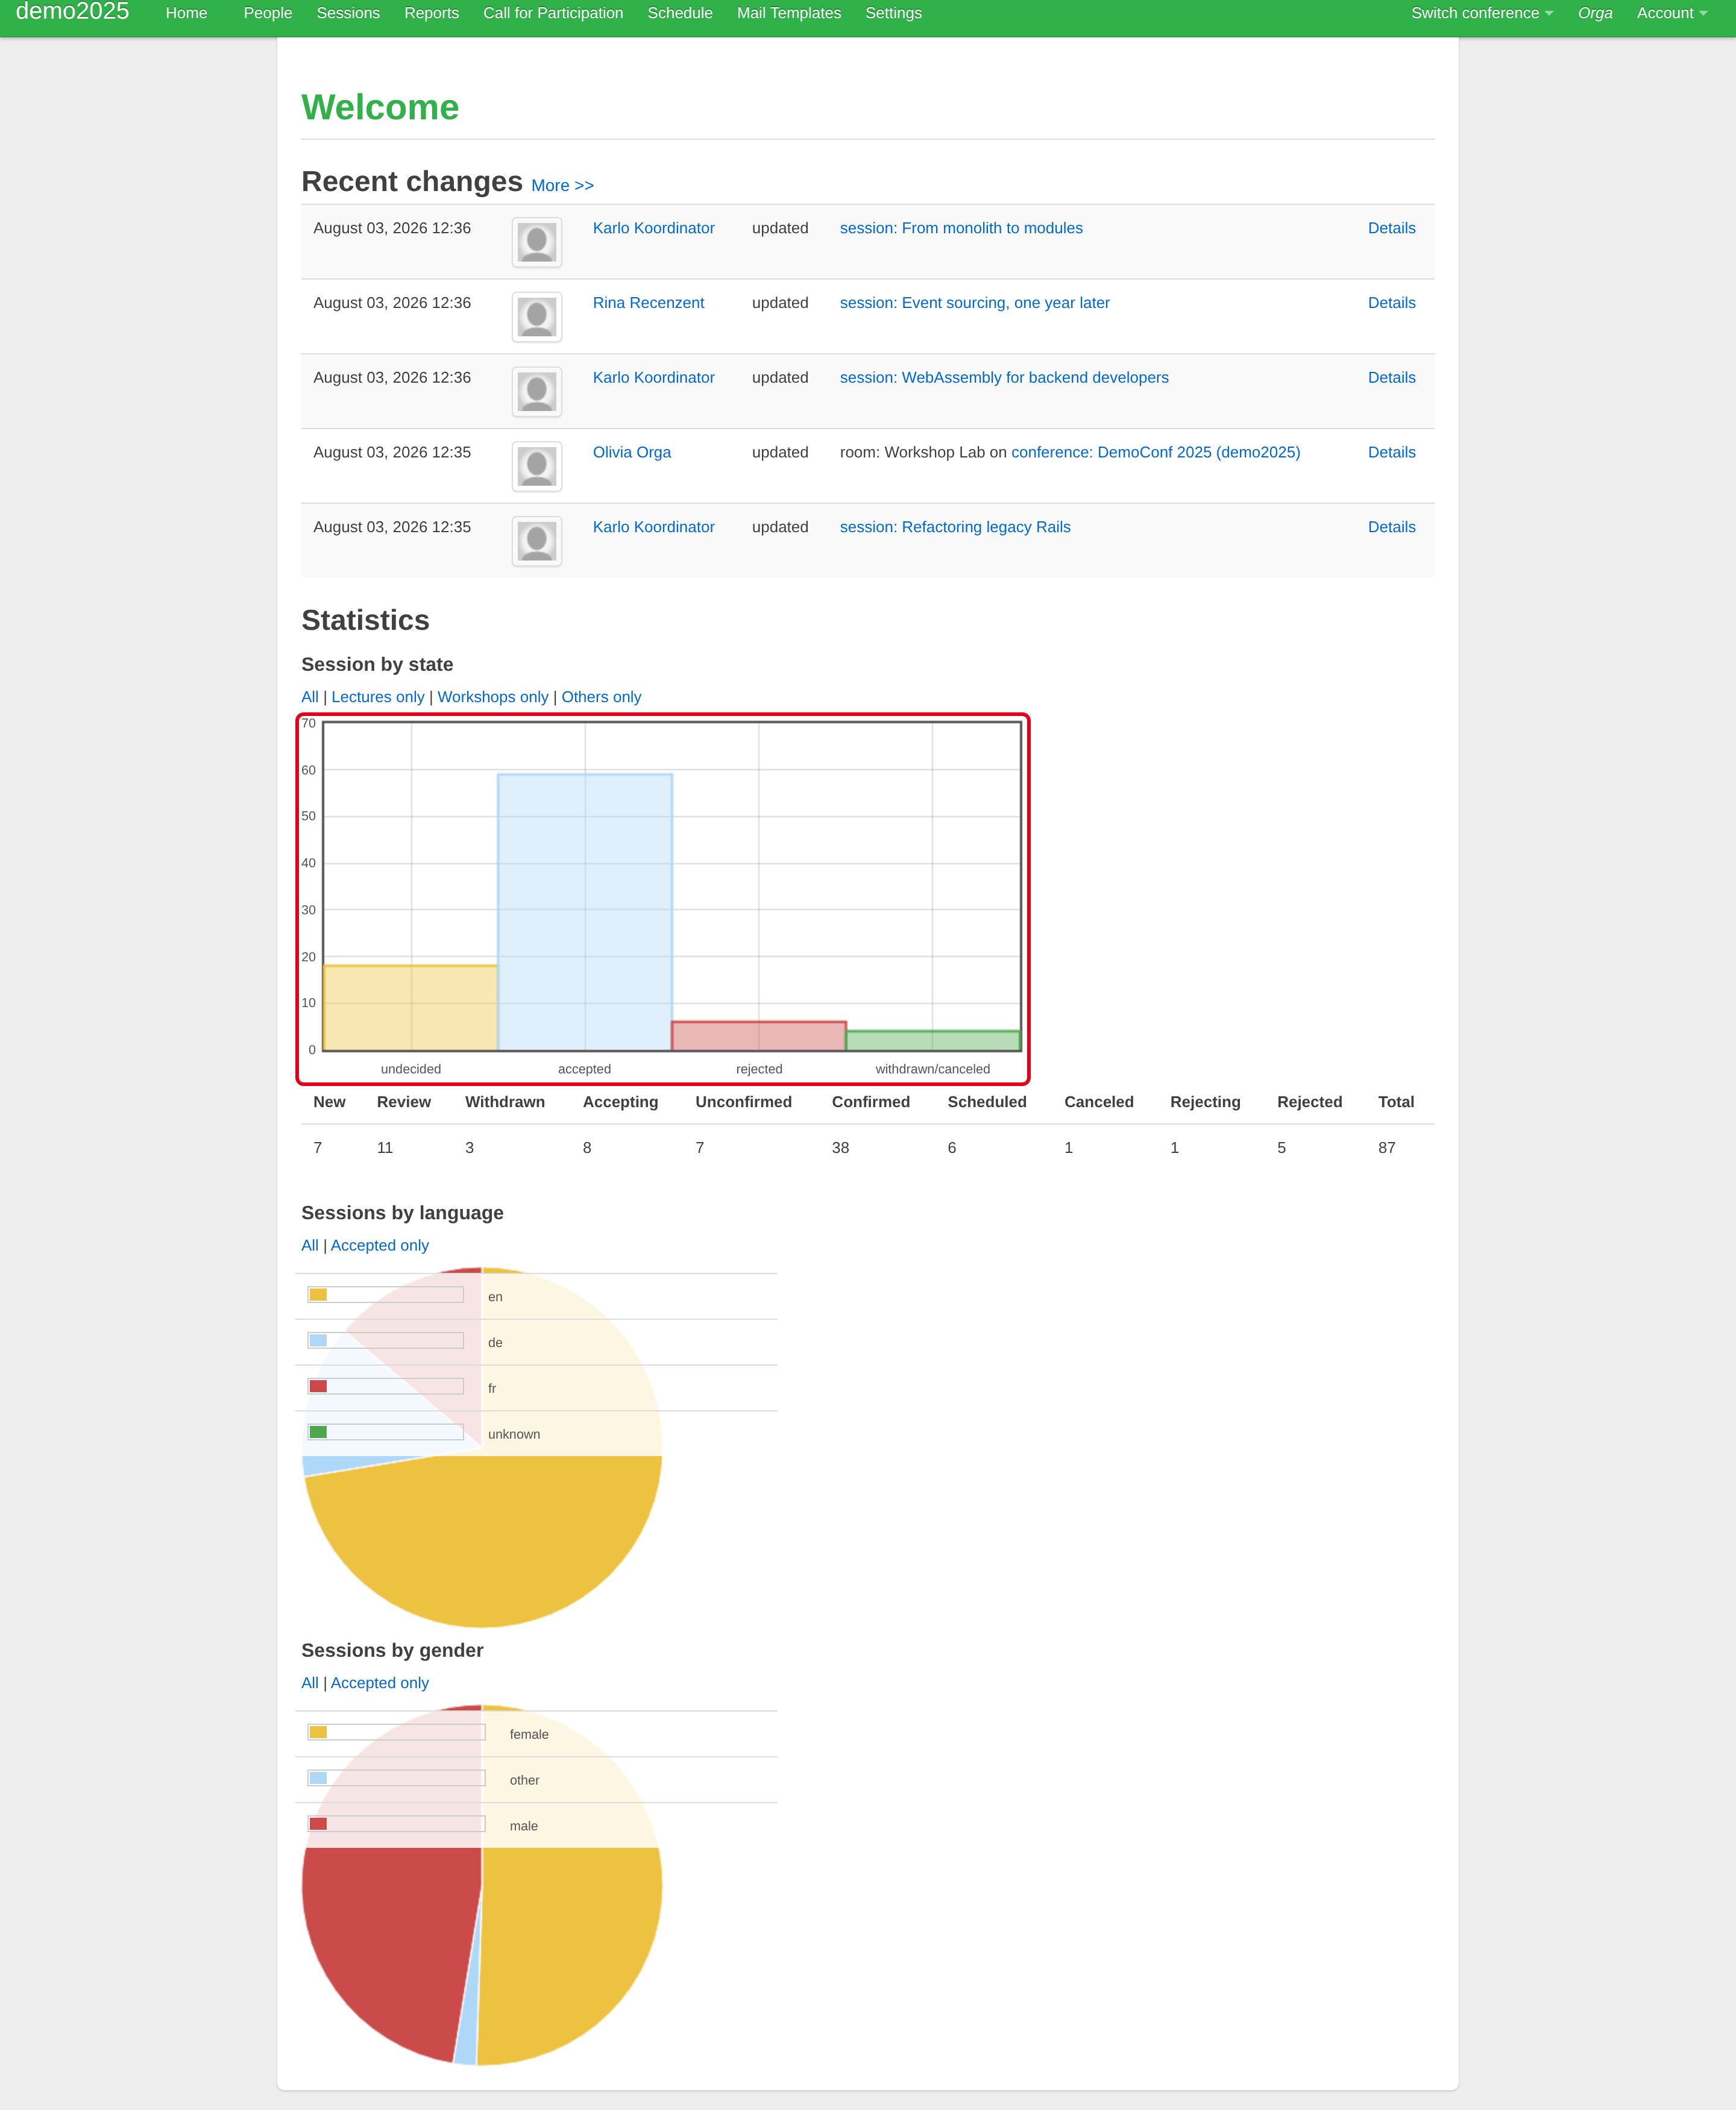 demo2025 Home People Sessions Reports Call for Participation Schedule Mail Templates Settings Switch conference Orga Account
Welcome
Recent changes More >>
August 03, 2026 12:36 Karlo Koordinator updated session: From monolith to modules Details
August 03, 2026 12:36 Rina Recenzent updated session: Event sourcing, one year later Details
August 03, 2026 12:36 Karlo Koordinator updated session: WebAssembly for backend developers Details
August 03, 2026 12:35 Olivia Orga updated room: Workshop Lab on conference: DemoConf 2025 (demo2025) Details
August 03, 2026 12:35 Karlo Koordinator updated session: Refactoring legacy Rails Details
Statistics
Session by state
All | Lectures only | Workshops only | Others only
70
60
50
40
30
20
10
0
undecided accepted rejected withdrawn/canceled
New Review Withdrawn Accepting Unconfirmed Confirmed Scheduled Canceled Rejecting Rejected Total
7 11 3 8 7 38 6 1 1 5 87
Sessions by language
All | Accepted only
en
de
fr
unknown
Sessions by gender
All | Accepted only
female
other
male